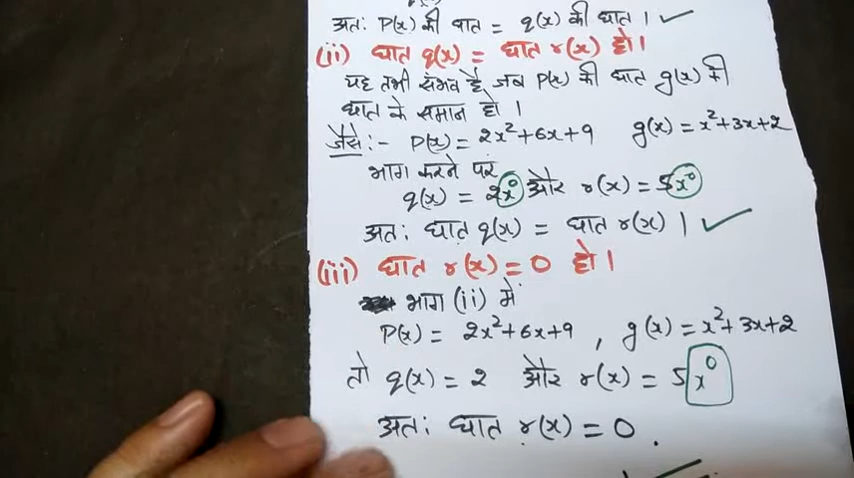 अतः P(x) की घात = q(x) की घात ।
(ii) घात q(x) = घात r(x) हो।
यह तभी संभव है जब P(x) की घात g(x) की
घात के समान हो ।
जैसे :- P(x) = 2x²+6x+9 g(x) = x²+3x+2
भाग करने पर
q(x) = 2x⁰ और r(x) = 5x⁰
अतः घात q(x) = घात r(x) ।
(iii) घात r(x) = 0 हो।
भाग (ii) में
P(x) = 2x²+6x+9 , g(x) = x²+3x+2
तो q(x) = 2 और r(x) = 5x⁰
अतः घात r(x) = 0 .